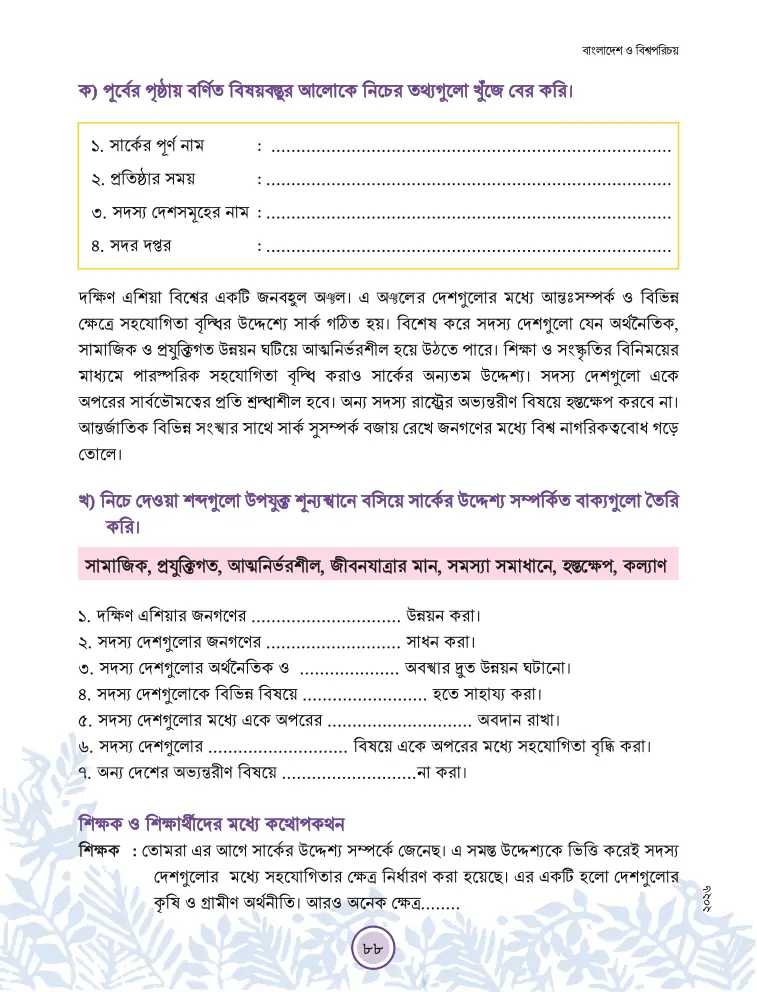 বাংলাদেশ ও বিশ্বপরিচয়
ক) পূর্বের পৃষ্ঠায় বর্ণিত বিষয়বস্তুর আলোকে নিচের তথ্যগুলো খুঁজে বের করি।
১. সার্কের পূর্ণ নাম : ................................................................................
২. প্রতিষ্ঠার সময় : .................................................................................
৩. সদস্য দেশসমূহের নাম : .................................................................................
৪. সদর দপ্তর : .................................................................................
দক্ষিণ এশিয়া বিশ্বের একটি জনবহুল অঞ্চল। এ অঞ্চলের দেশগুলোর মধ্যে আন্তঃসম্পর্ক ও বিভিন্ন
ক্ষেত্রে সহযোগিতা বৃদ্ধির উদ্দেশ্যে সার্ক গঠিত হয়। বিশেষ করে সদস্য দেশগুলো যেন অর্থনৈতিক,
সামাজিক ও প্রযুক্তিগত উন্নয়ন ঘটিয়ে আত্মনির্ভরশীল হয়ে উঠতে পারে। শিক্ষা ও সংস্কৃতির বিনিময়ের
মাধ্যমে পারস্পরিক সহযোগিতা বৃদ্ধি করাও সার্কের অন্যতম উদ্দেশ্য। সদস্য দেশগুলো একে
অপরের সার্বভৌমত্বের প্রতি শ্রদ্ধাশীল হবে। অন্য সদস্য রাষ্ট্রের অভ্যন্তরীণ বিষয়ে হস্তক্ষেপ করবে না।
আন্তর্জাতিক বিভিন্ন সংস্থার সাথে সার্ক সুসম্পর্ক বজায় রেখে জনগণের মধ্যে বিশ্ব নাগরিকত্ববোধ গড়ে
তোলে।
খ) নিচে দেওয়া শব্দগুলো উপযুক্ত শূন্যস্থানে বসিয়ে সার্কের উদ্দেশ্য সম্পর্কিত বাক্যগুলো তৈরি
করি।
সামাজিক, প্রযুক্তিগত, আত্মনির্ভরশীল, জীবনযাত্রার মান, সমস্যা সমাধানে, হস্তক্ষেপ, কল্যাণ
১. দক্ষিণ এশিয়ার জনগণের .............................. উন্নয়ন করা।
২. সদস্য দেশগুলোর জনগণের ........................... সাধন করা।
৩. সদস্য দেশগুলোর অর্থনৈতিক ও .................... অবস্থার দ্রুত উন্নয়ন ঘটানো।
৪. সদস্য দেশগুলোকে বিভিন্ন বিষয়ে ......................... হতে সাহায্য করা।
৫. সদস্য দেশগুলোর মধ্যে একে অপরের ............................. অবদান রাখা।
৬. সদস্য দেশগুলোর ............................ বিষয়ে একে অপরের মধ্যে সহযোগিতা বৃদ্ধি করা।
৭. অন্য দেশের অভ্যন্তরীণ বিষয়ে ...........................না করা।
শিক্ষক ও শিক্ষার্থীদের মধ্যে কথোপকথন
শিক্ষক : তোমরা এর আগে সার্কের উদ্দেশ্য সম্পর্কে জেনেছ। এ সমস্ত উদ্দেশ্যকে ভিত্তি করেই সদস্য
দেশগুলোর মধ্যে সহযোগিতার ক্ষেত্র নির্ধারণ করা হয়েছে। এর একটি হলো দেশগুলোর
কৃষি ও গ্রামীণ অর্থনীতি। আরও অনেক ক্ষেত্র........
২০২৬
৮৮